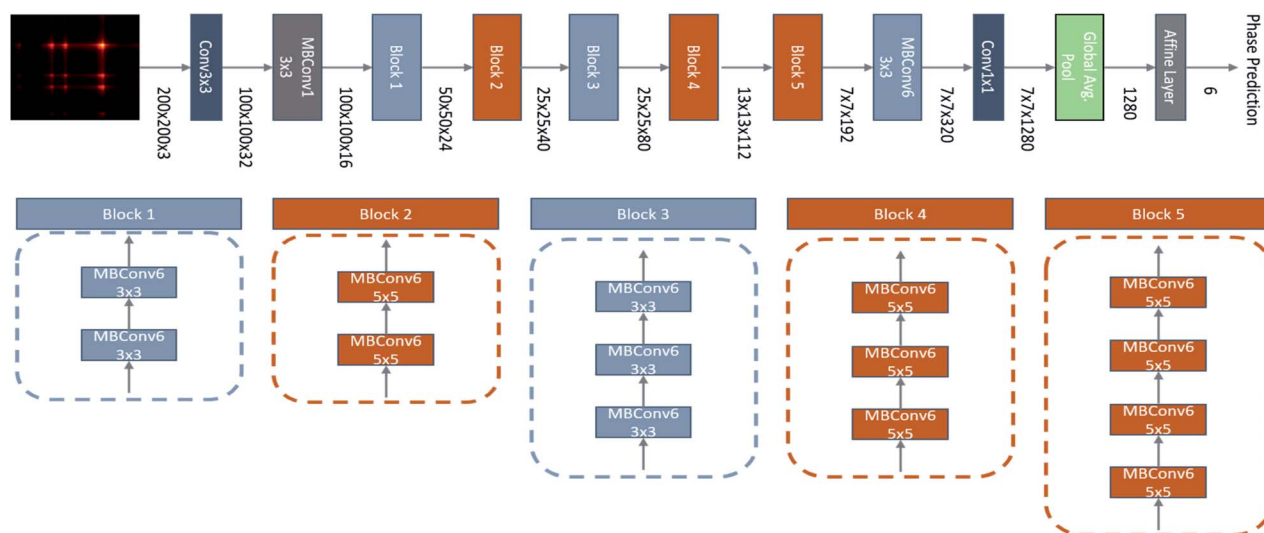 200x200x3
Conv3x3
100x100x32
MBConv1
3x3
100x100x16
Block 1
50x50x24
Block 2
25x25x40
Block 3
25x25x80
Block 4
13x13x112
Block 5
7x7x192
MBConv6
3x3
7x7x320
Conv1x1
7x7x1280
Global Avg.
Pool
1280
Affine Layer
6
Phase Prediction
Block 1
MBConv6
3x3
MBConv6
3x3
Block 2
MBConv6
5x5
MBConv6
5x5
Block 3
MBConv6
3x3
MBConv6
3x3
MBConv6
3x3
Block 4
MBConv6
5x5
MBConv6
5x5
MBConv6
5x5
Block 5
MBConv6
5x5
MBConv6
5x5
MBConv6
5x5
MBConv6
5x5